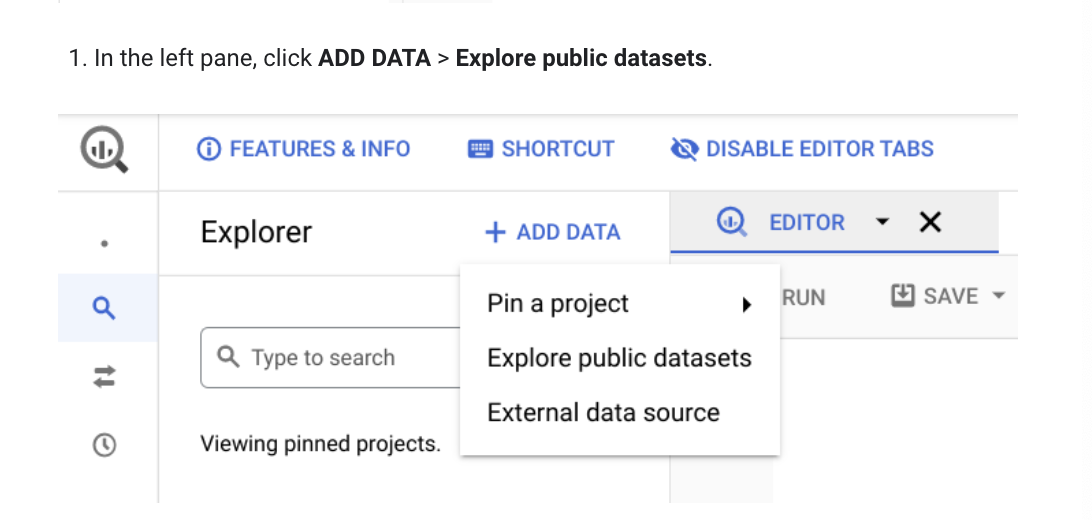 1. In the left pane, click ADD DATA > Explore public datasets.
FEATURES & INFO
SHORTCUT
DISABLE EDITOR TABS
Explorer
+ ADD DATA
EDITOR
Pin a project
RUN
SAVE
Type to search
Explore public datasets
External data source
Viewing pinned projects.